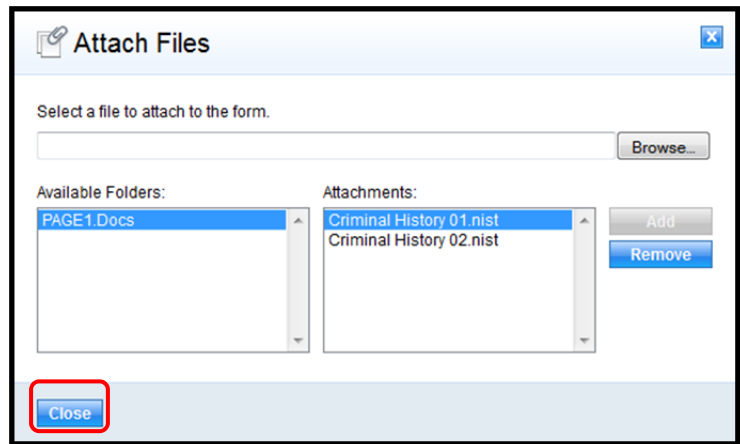 Attach Files
Select a file to attach to the form.
Browse...
Available Folders:
Attachments:
PAGE1.Docs
Criminal History 01.nist
Criminal History 02.nist
Add
Remove
Close